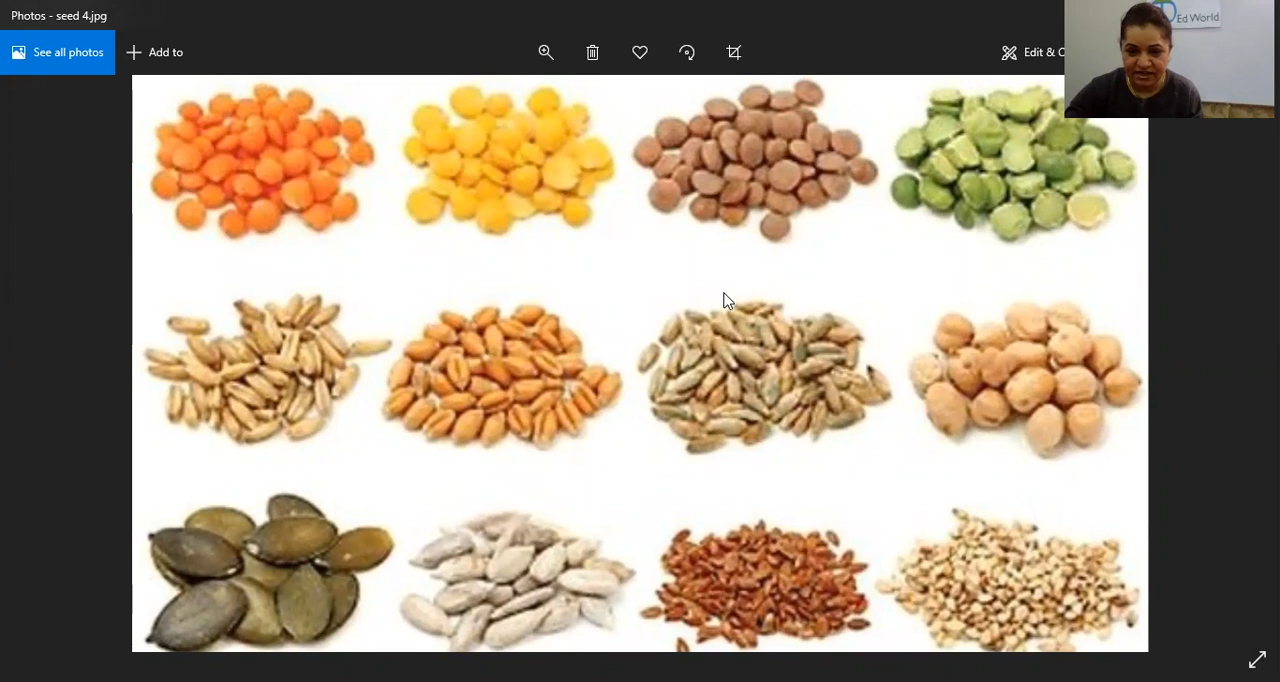 Photos - seed 4.jpg
See all photos
Add to
Edit & C
Ed World